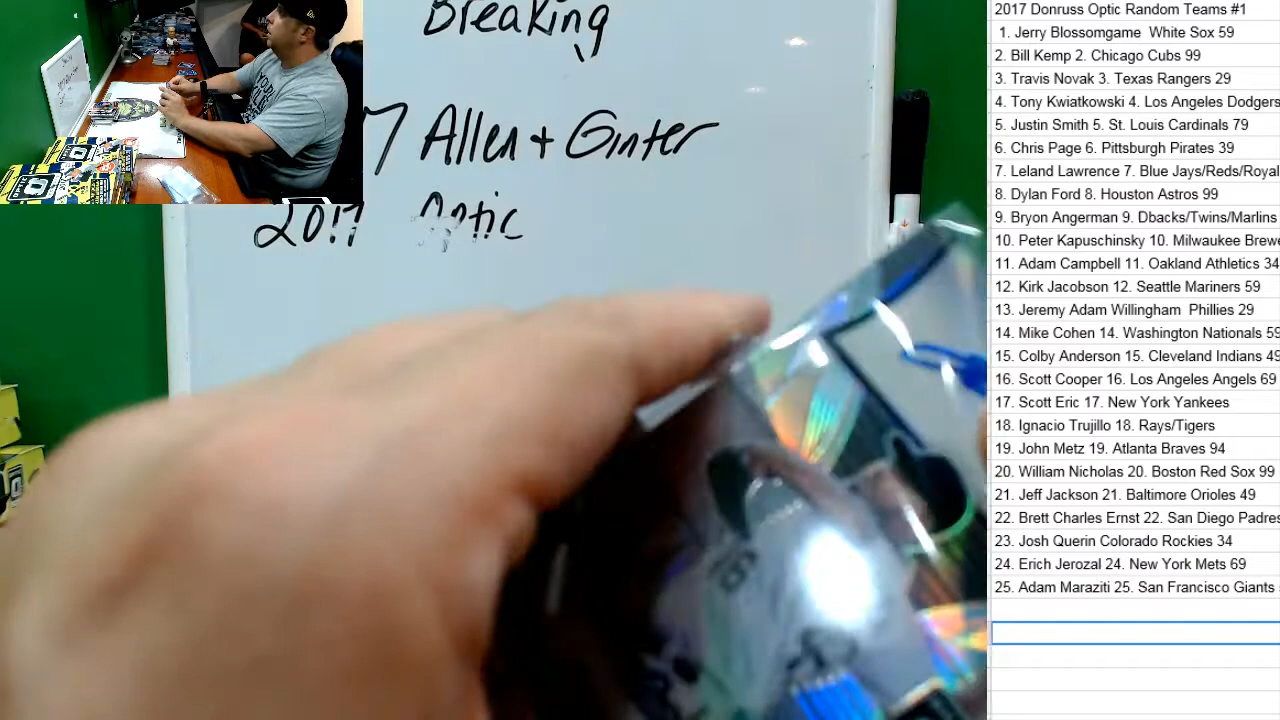 Breaking
7 Allen + Ginter
2017 Optic
2017 Donruss Optic Random Teams #1
1. Jerry Blossomgame White Sox 59
2. Bill Kemp 2. Chicago Cubs 99
3. Travis Novak 3. Texas Rangers 29
4. Tony Kwiatkowski 4. Los Angeles Dodgers
5. Justin Smith 5. St. Louis Cardinals 79
6. Chris Page 6. Pittsburgh Pirates 39
7. Leland Lawrence 7. Blue Jays/Reds/Royal
8. Dylan Ford 8. Houston Astros 99
9. Bryon Angerman 9. Dbacks/Twins/Marlins
10. Peter Kapuschinsky 10. Milwaukee Brewe
11. Adam Campbell 11. Oakland Athletics 34
12. Kirk Jacobson 12. Seattle Mariners 59
13. Jeremy Adam Willingham Phillies 29
14. Mike Cohen 14. Washington Nationals 59
15. Colby Anderson 15. Cleveland Indians 49
16. Scott Cooper 16. Los Angeles Angels 69
17. Scott Eric 17. New York Yankees
18. Ignacio Trujillo 18. Rays/Tigers
19. John Metz 19. Atlanta Braves 94
20. William Nicholas 20. Boston Red Sox 99
21. Jeff Jackson 21. Baltimore Orioles 49
22. Brett Charles Ernst 22. San Diego Padres
23. Josh Querin Colorado Rockies 34
24. Erich Jerozal 24. New York Mets 69
25. Adam Maraziti 25. San Francisco Giants